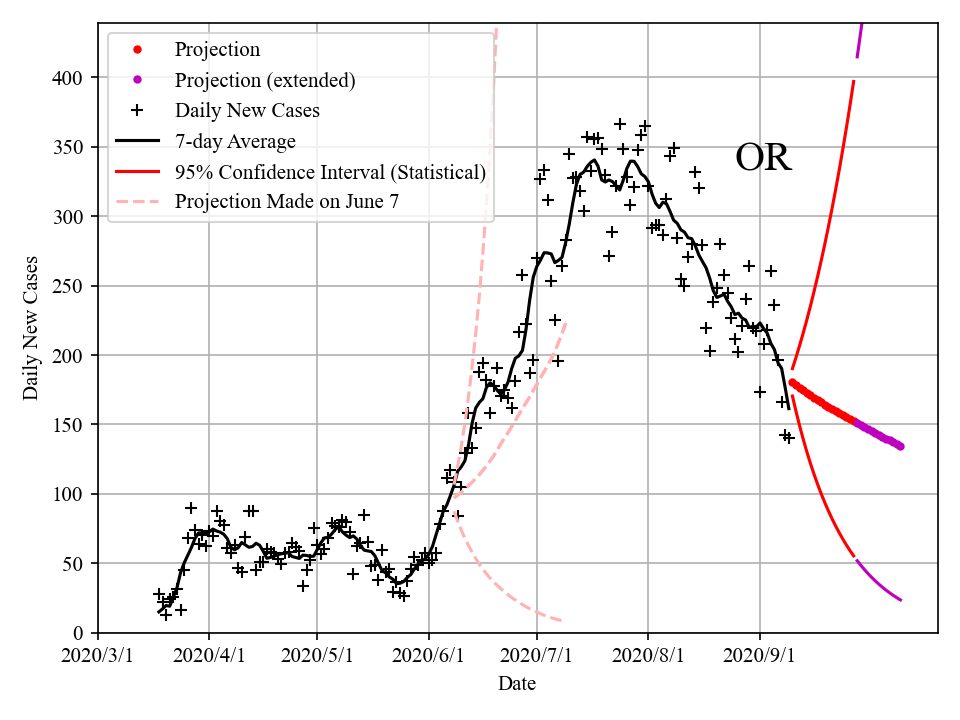 Projection
Projection (extended)
Daily New Cases
7-day Average
95% Confidence Interval (Statistical)
Projection Made on June 7
OR
Daily New Cases
400
350
300
250
200
150
100
50
0
2020/3/1 2020/4/1 2020/5/1 2020/6/1 2020/7/1 2020/8/1 2020/9/1
Date